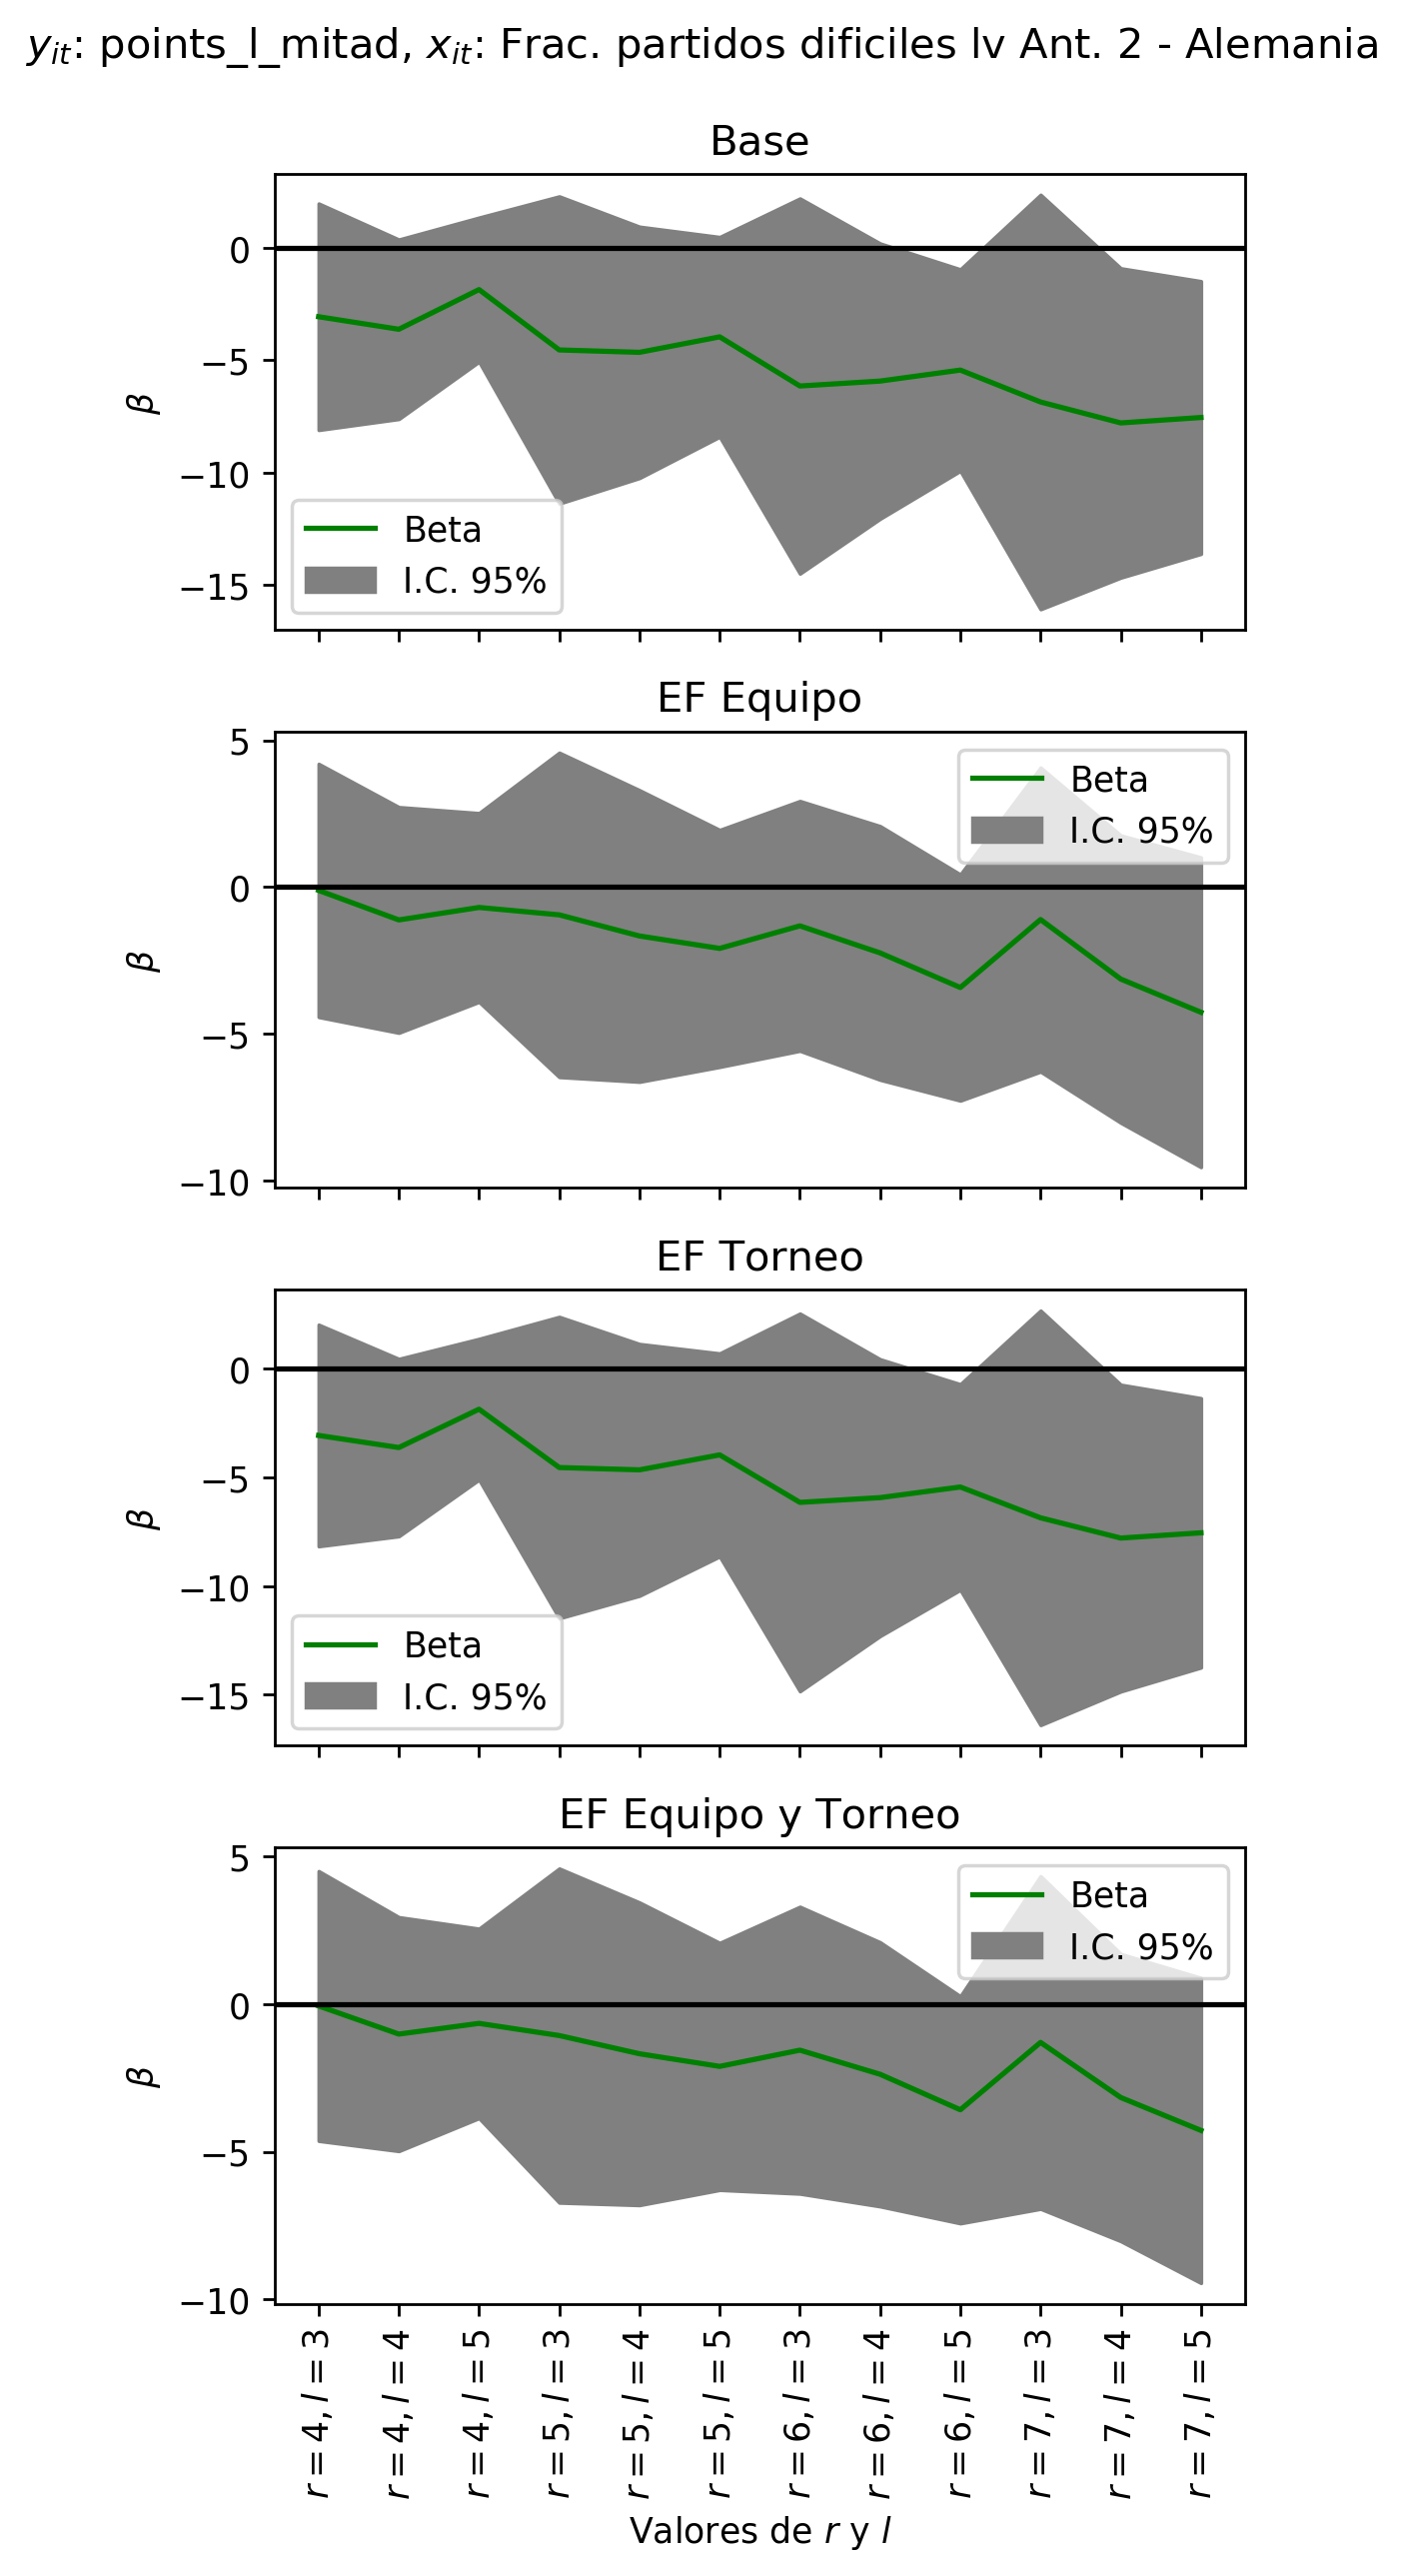 y_it: points_l_mitad, x_it: Frac. partidos dificiles lv Ant. 2 - Alemania
Base
0
−5
−10
−15
β
Beta
I.C. 95%
EF Equipo
5
0
−5
−10
β
Beta
I.C. 95%
EF Torneo
0
−5
−10
−15
β
Beta
I.C. 95%
EF Equipo y Torneo
5
0
−5
−10
β
Beta
I.C. 95%
r = 4, l = 3
r = 4, l = 4
r = 4, l = 5
r = 5, l = 3
r = 5, l = 4
r = 5, l = 5
r = 6, l = 3
r = 6, l = 4
r = 6, l = 5
r = 7, l = 3
r = 7, l = 4
r = 7, l = 5
Valores de r y l